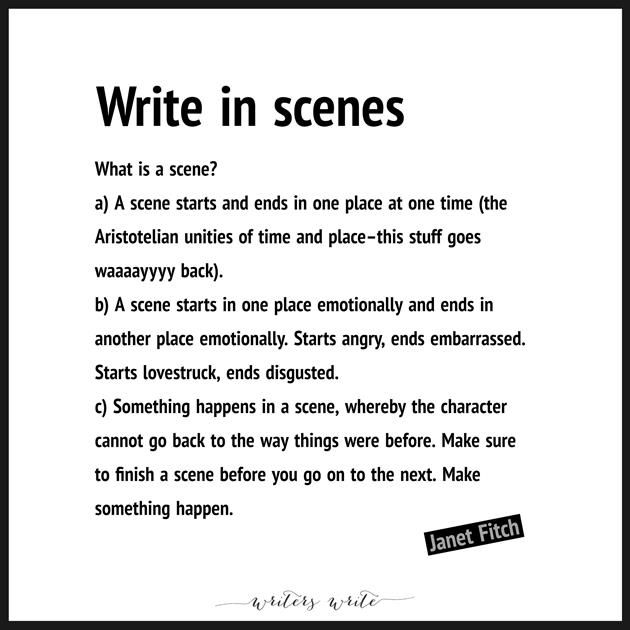 Write in scenes
What is a scene?
a) A scene starts and ends in one place at one time (the
Aristotelian unities of time and place–this stuff goes
waaaayyyy back).
b) A scene starts in one place emotionally and ends in
another place emotionally. Starts angry, ends embarrassed.
Starts lovestruck, ends disgusted.
c) Something happens in a scene, whereby the character
cannot go back to the way things were before. Make sure
to finish a scene before you go on to the next. Make
something happen.
Janet Fitch
writers write